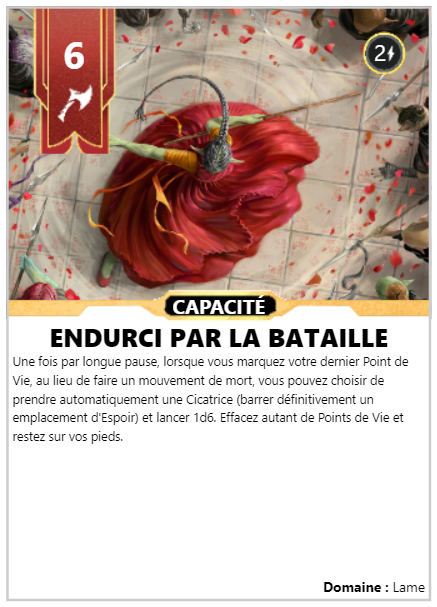 6
2
CAPACITÉ
ENDURCI PAR LA BATAILLE
Une fois par longue pause, lorsque vous marquez votre dernier Point de
Vie, au lieu de faire un mouvement de mort, vous pouvez choisir de
prendre automatiquement une Cicatrice (barrer définitivement un
emplacement d'Espoir) et lancer 1d6. Effacez autant de Points de Vie et
restez sur vos pieds.
Domaine : Lame